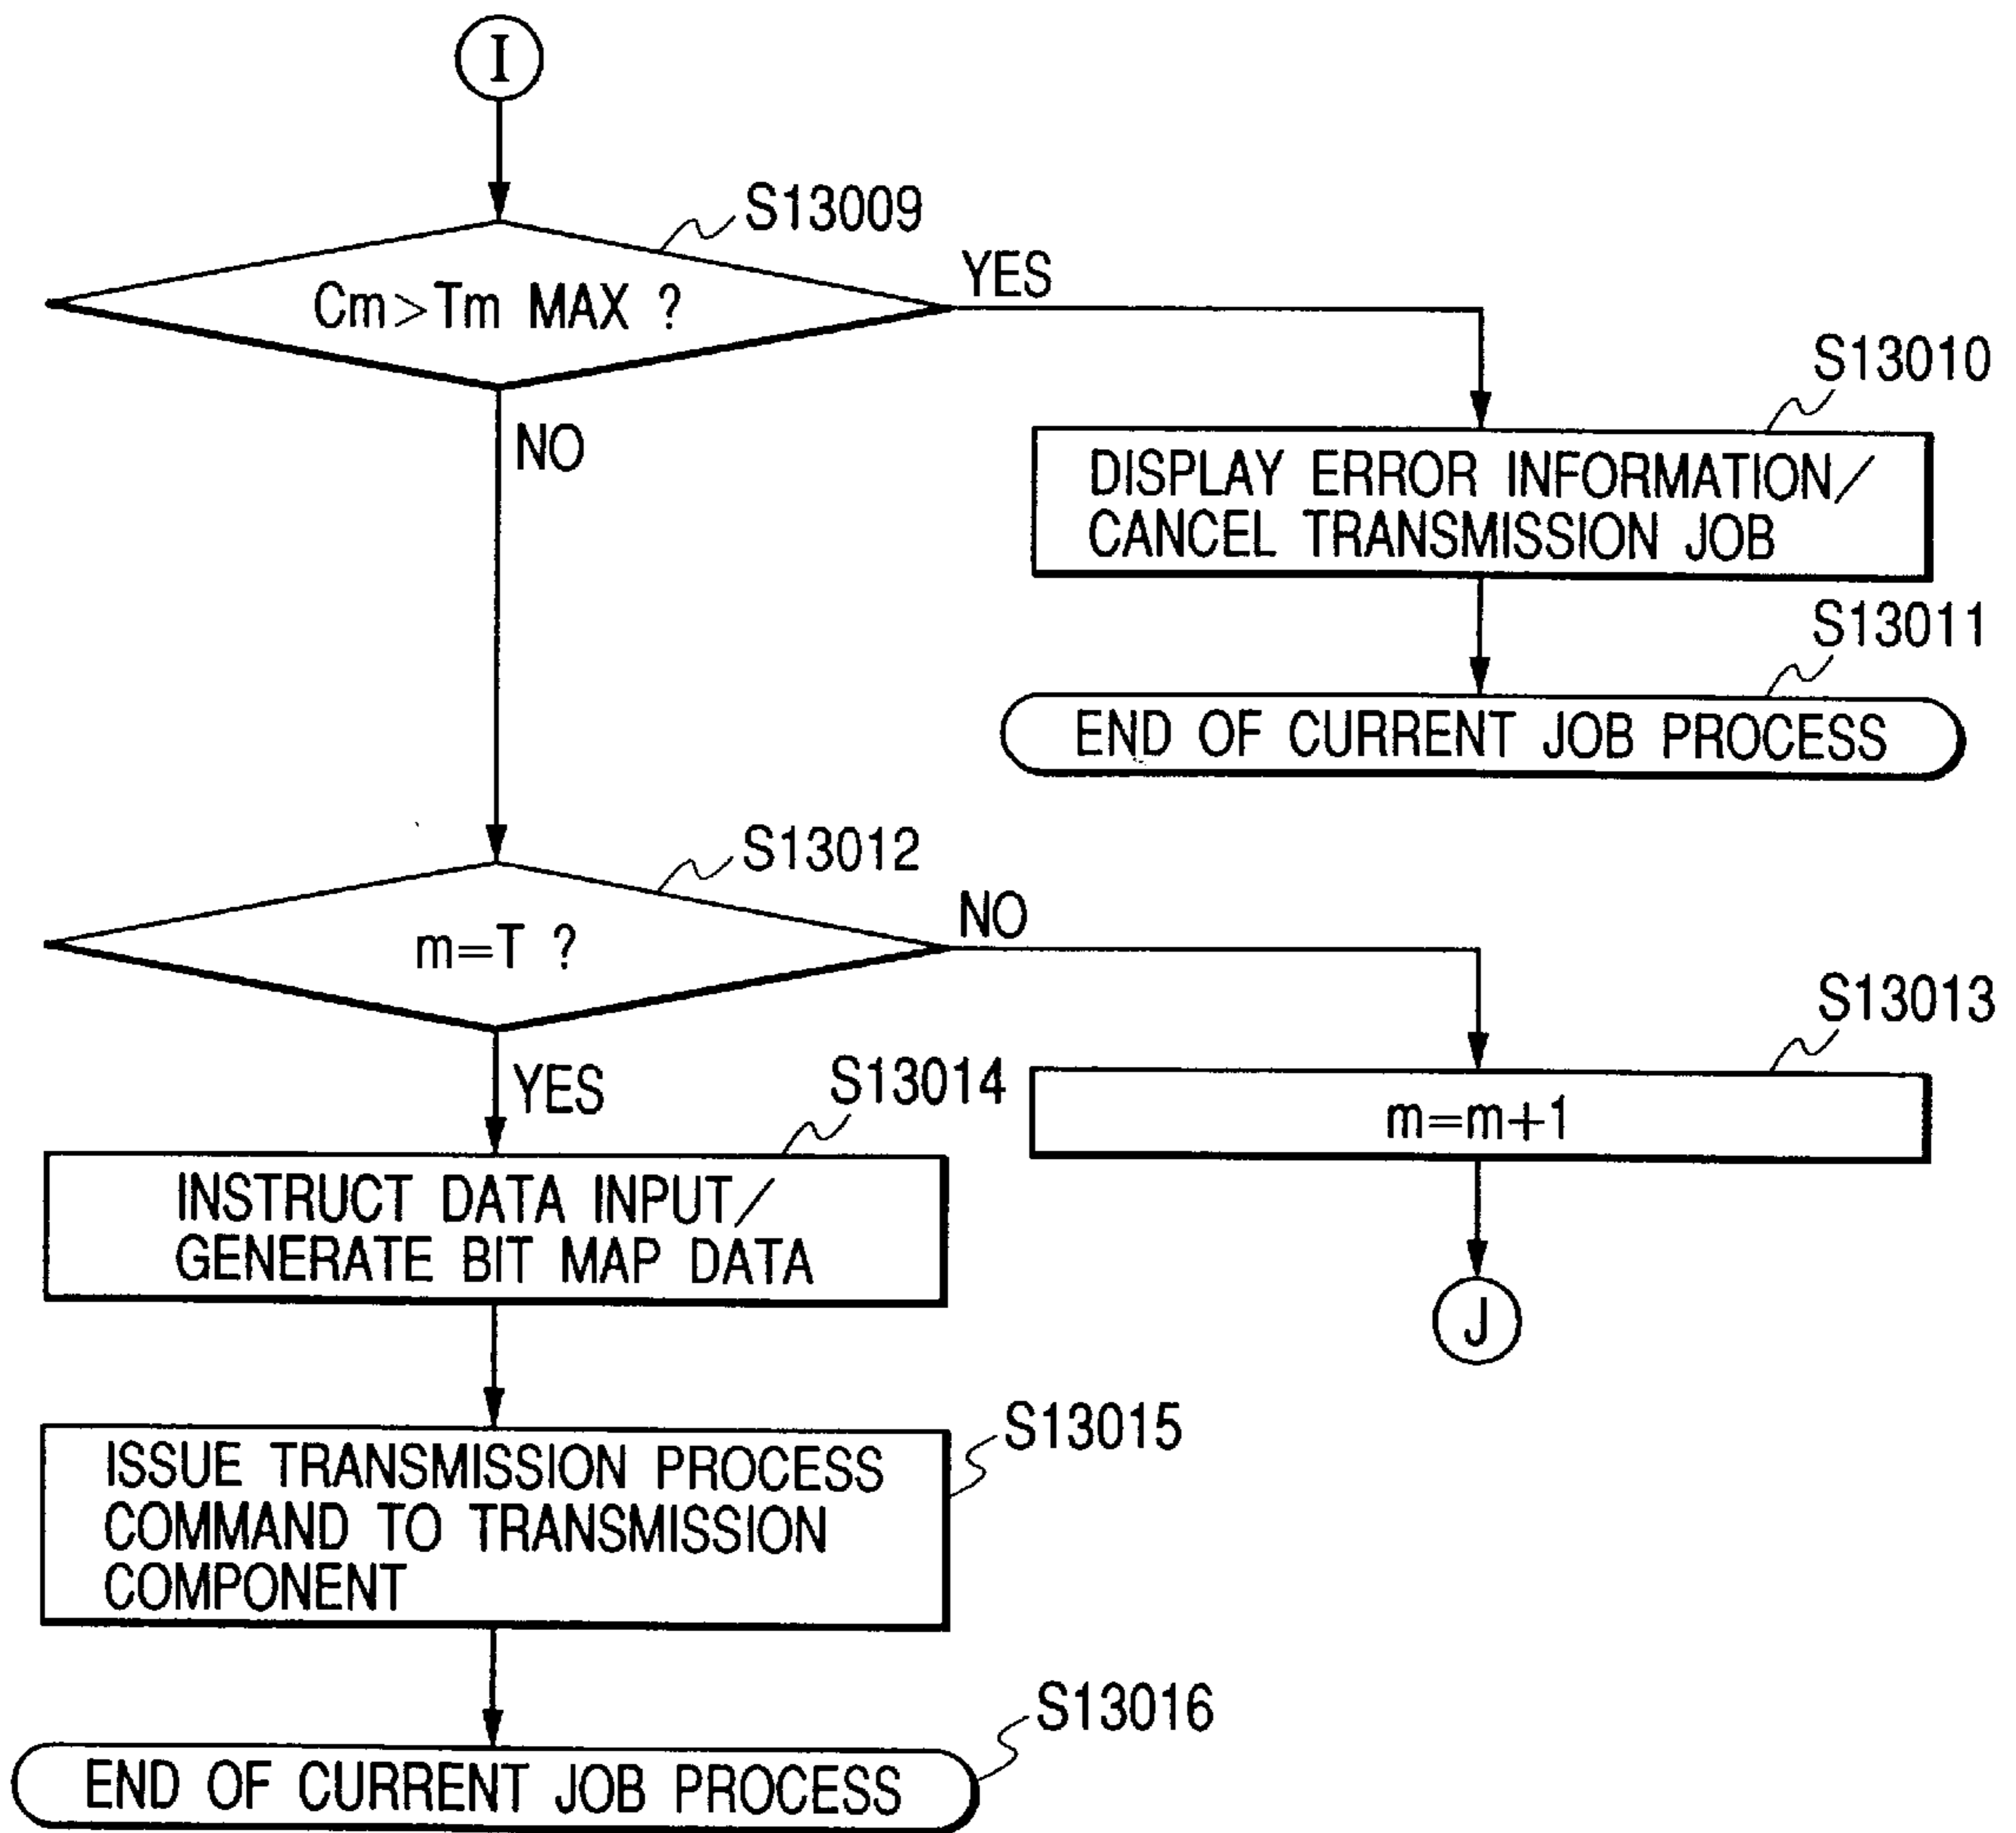 I
S13009
Cm>Tm MAX ?
YES
NO
S13010
DISPLAY ERROR INFORMATION/
CANCEL TRANSMISSION JOB
S13011
END OF CURRENT JOB PROCESS
S13012
m=T ?
NO
YES
S13013
m=m+1
J
S13014
INSTRUCT DATA INPUT/
GENERATE BIT MAP DATA
S13015
ISSUE TRANSMISSION PROCESS
COMMAND TO TRANSMISSION
COMPONENT
S13016
END OF CURRENT JOB PROCESS